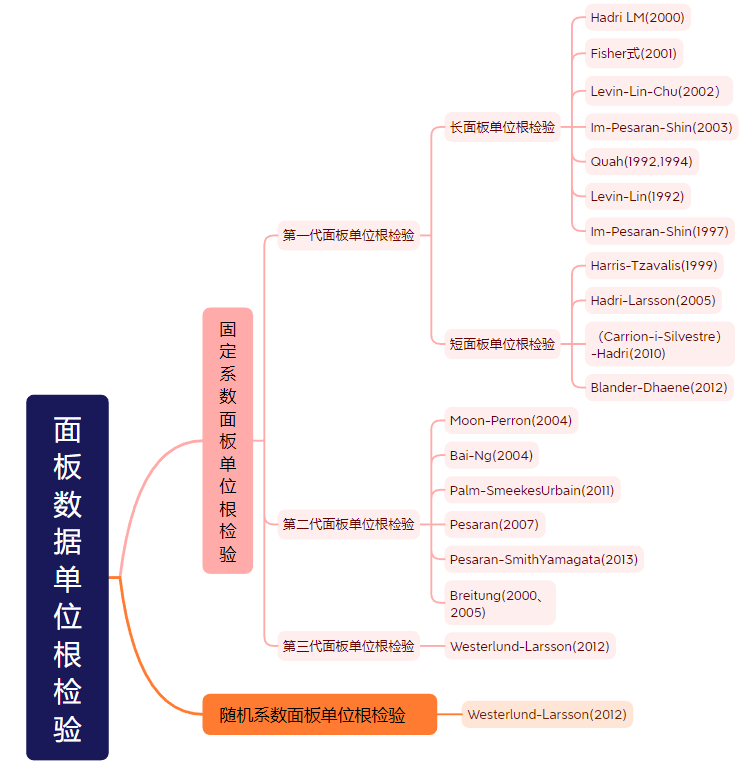 面板数据单位根检验
固定系数面板单位根检验
第一代面板单位根检验
长面板单位根检验
Hadri LM(2000)
Fisher式(2001)
Levin-Lin-Chu(2002）
Im-Pesaran-Shin(2003)
Quah(1992,1994)
Levin-Lin(1992)
Im-Pesaran-Shin(1997)
短面板单位根检验
Harris-Tzavalis(1999)
Hadri-Larsson(2005)
（Carrion-i-Silvestre）
-Hadri(2010)
Blander-Dhaene(2012)
第二代面板单位根检验
Moon-Perron(2004)
Bai-Ng(2004)
Palm-SmeekesUrbain(2011)
Pesaran(2007)
Pesaran-SmithYamagata(2013)
Breitung(2000、
2005)
第三代面板单位根检验
Westerlund-Larsson(2012)
随机系数面板单位根检验
Westerlund-Larsson(2012)